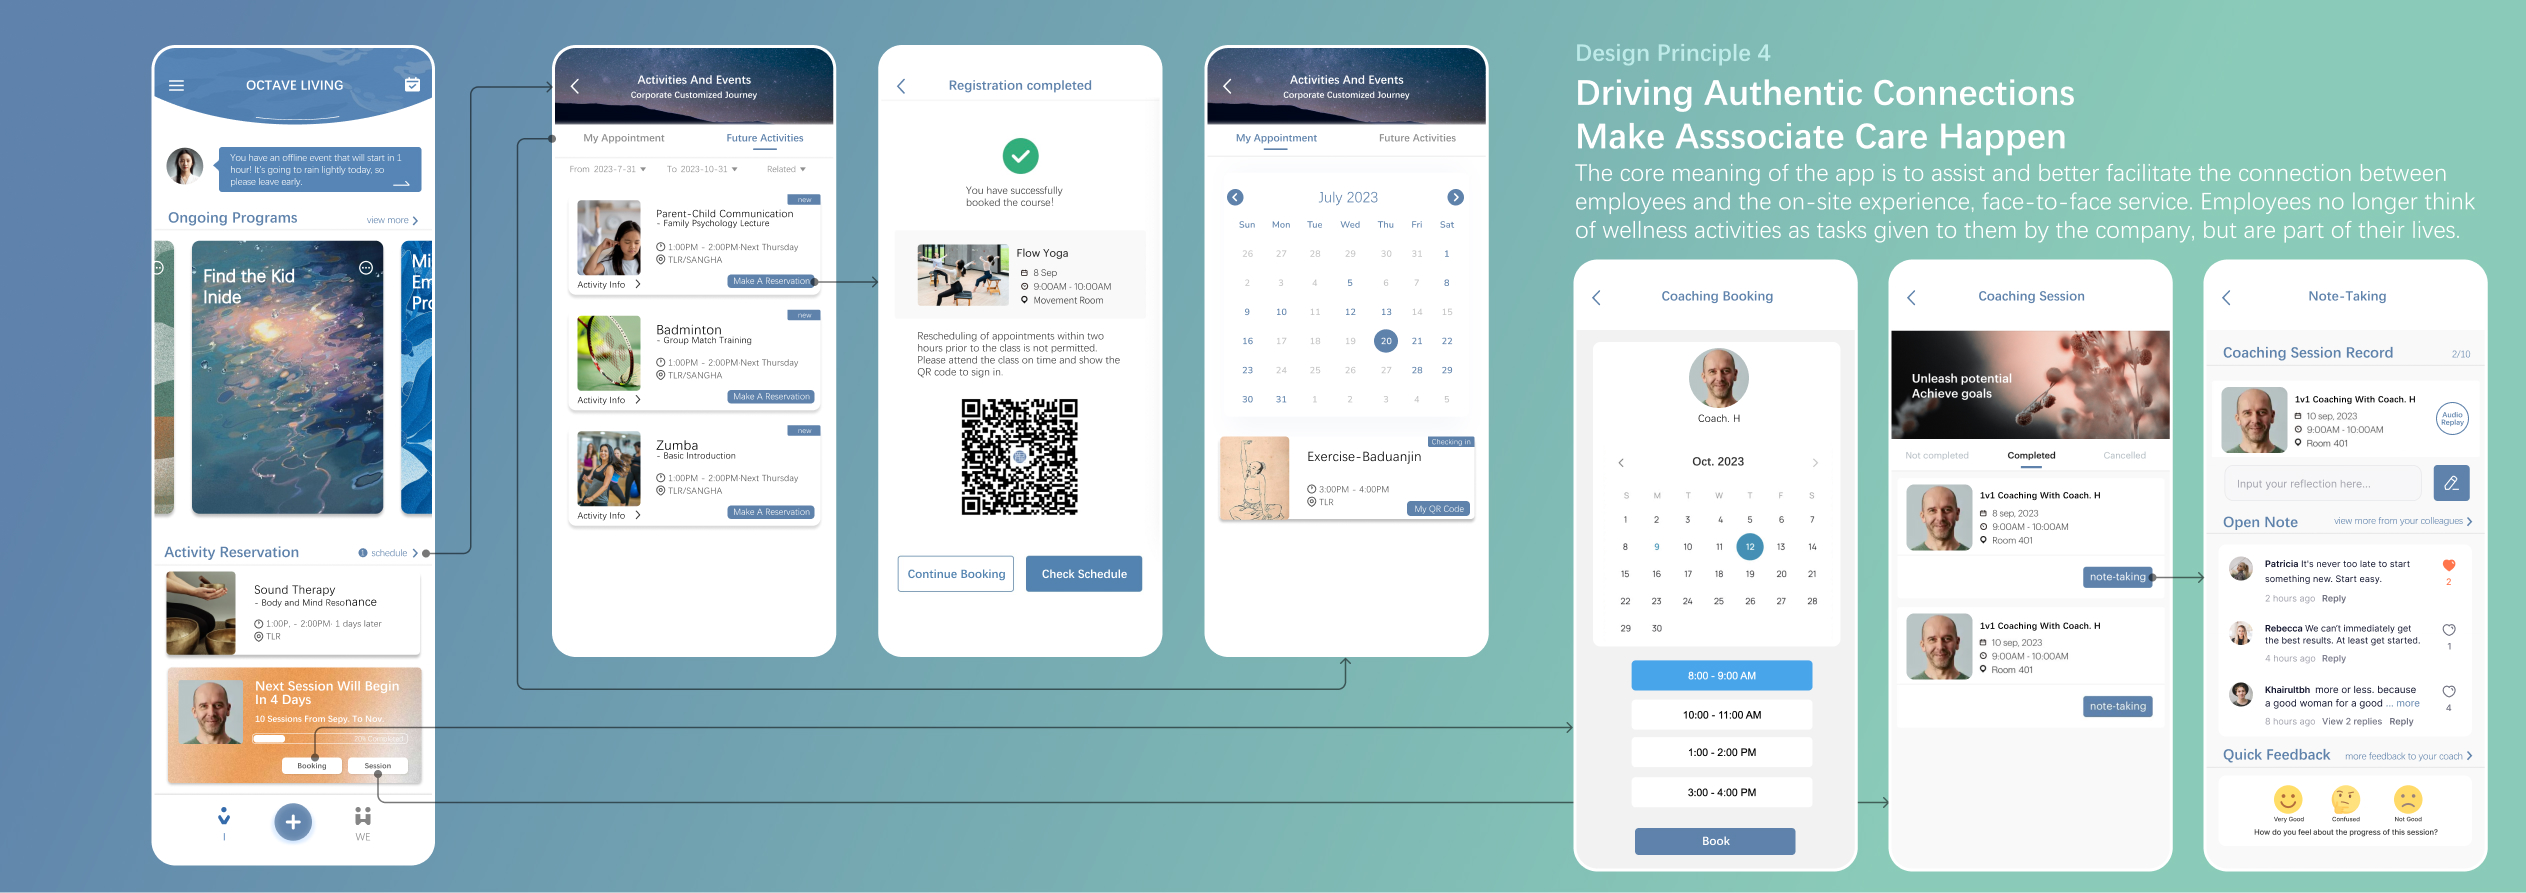 OCTAVE LIVING
You have an offline event that will start in 1
hour! It's going to rain lightly today, so
please leave early.
Ongoing Programs
view more
Find the Kid
Inide
Mi
Em
Pro
Activity Reservation
schedule
Sound Therapy
- Body and Mind Resonance
1:00P, - 2:00PM· 1 days later
TLR
Next Session Will Begin
In 4 Days
10 Sessions From Sepy. To Nov.
Booking
Session
I
WE
Activities And Events
Corporate Customized Journey
My Appointment
Future Activities
From 2023-7-31
To 2023-10-31
Related
new
Parent-Child Communication
- Family Psychology Lecture
1:00PM - 2:00PM·Next Thursday
TLR/SANGHA
Activity Info
Make A Reservation
new
Badminton
- Group Match Training
1:00PM - 2:00PM·Next Thursday
TLR/SANGHA
Activity Info
Make A Reservation
new
Zumba
- Basic Introduction
1:00PM - 2:00PM·Next Thursday
TLR/SANGHA
Activity Info
Make A Reservation
Registration completed
You have successfully
booked the course!
Flow Yoga
8 Sep
9:00AM - 10:00AM
Movement Room
Rescheduling of appointments within two
hours prior to the class is not permitted.
Please attend the class on time and show the
QR code to sign in.
Continue Booking
Check Schedule
Activities And Events
Corporate Customized Journey
My Appointment
Future Activities
July 2023
Sun Mon Tue Wed Thu Fri Sat
26 27 28 29 30 31 1
2 3 4 5 6 7 8
9 10 11 12 13 14 15
16 17 18 19 20 21 22
23 24 25 26 27 28 29
30 31 1 2 3 4 5
Checking in
Exercise-Baduanjin
3:00PM - 4:00PM
TLR
My QR Code
Design Principle 4
Driving Authentic Connections
Make Asssociate Care Happen
The core meaning of the app is to assist and better facilitate the connection between
employees and the on-site experience, face-to-face service. Employees no longer think
of wellness activities as tasks given to them by the company, but are part of their lives.
Coaching Booking
Coach. H
Oct. 2023
S M T W T F S
1 2 3 4 5 6 7
8 9 10 11 12 13 14
15 16 17 18 19 20 21
22 23 24 25 26 27 28
29 30
8:00 - 9:00 AM
10:00 - 11:00 AM
1:00 - 2:00 PM
3:00 - 4:00 PM
Book
Coaching Session
Unleash potential
Achieve goals
Not completed
Completed
Cancelled
1v1 Coaching With Coach. H
8 sep, 2023
9:00AM - 10:00AM
Room 401
note-taking
1v1 Coaching With Coach. H
10 sep, 2023
9:00AM - 10:00AM
Room 401
note-taking
Note-Taking
Coaching Session Record
2/10
1v1 Coaching With Coach. H
10 sep, 2023
9:00AM - 10:00AM
Room 401
Audio
Replay
Input your reflection here...
Open Note
view more from your colleagues
Patricia It's never too late to start
something new. Start easy.
2
2 hours ago Reply
Rebecca We can't immediately get
the best results. At least get started.
1
4 hours ago Reply
Khairultbh more or less. because
a good woman for a good ... more
4
8 hours ago View 2 replies Reply
Quick Feedback
more feedback to your coach
Very Good
Confused
Not Good
How do you feel about the progress of this session?